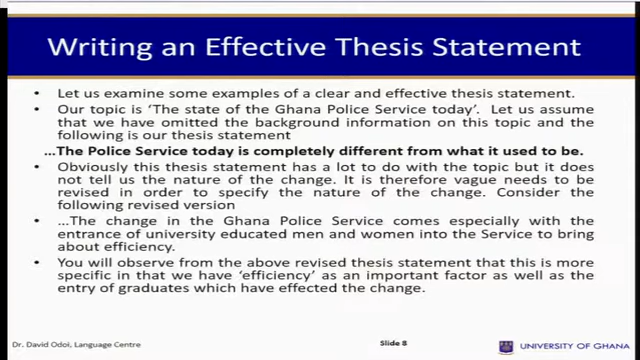 Writing an Effective Thesis Statement
• Let us examine some examples of a clear and effective thesis statement.
• Our topic is ‘The state of the Ghana Police Service today’. Let us assume
that we have omitted the background information on this topic and the
following is our thesis statement
...The Police Service today is completely different from what it used to be.
• Obviously this thesis statement has a lot to do with the topic but it does
not tell us the nature of the change. It is therefore vague needs to be
revised in order to specify the nature of the change. Consider the
following revised version
• ...The change in the Ghana Police Service comes especially with the
entrance of university educated men and women into the Service to bring
about efficiency.
• You will observe from the above revised thesis statement that this is more
specific in that we have ‘efficiency’ as an important factor as well as the
entry of graduates which have effected the change.
Dr. David Odoi, Language Centre
Slide 8
UNIVERSITY OF GHANA